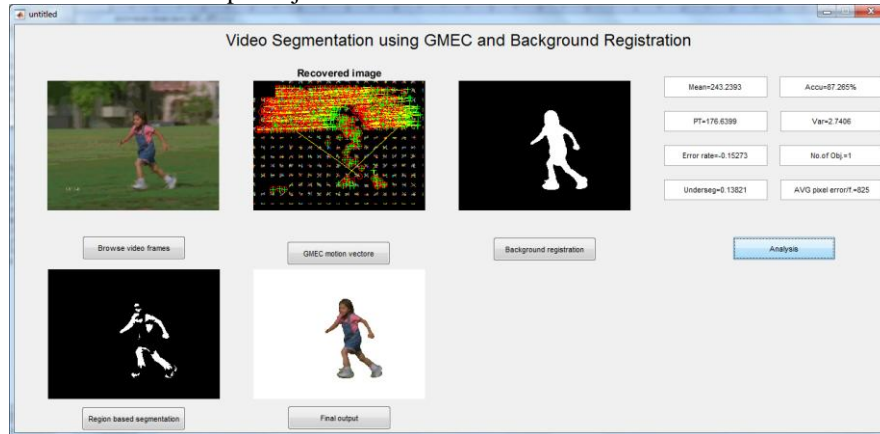 untitled
Video Segmentation using GMEC and Background Registration
Recovered image
Mean=243.2393
Accu=87.265%
PT=176.6399
Var=2.7406
Error rate=-0.15273
No.of Obj.=1
Underseg=0.13821
AVG pixel error/f.=825
Browse video frames
GMEC motion vectore
Background registration
Analysis
Region based segmentation
Final output